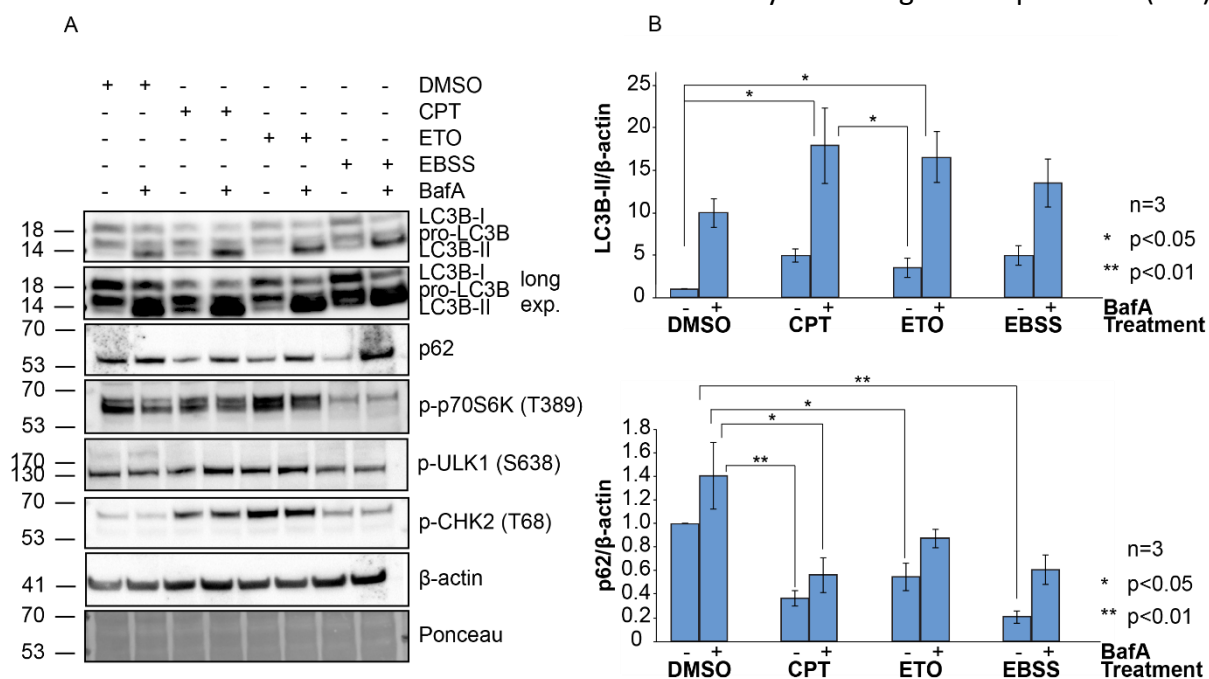 A
+ + - - - - - - DMSO
- - + + - - - - CPT
- - - - + + - - ETO
- - - - - - + + EBSS
- + - + - + - + BafA
18
14
LC3B-I
pro-LC3B
LC3B-II
18
14
LC3B-I
pro-LC3B
LC3B-II
long
exp.
70
53
p62
70
53
p-p70S6K (T389)
170
130
p-ULK1 (S638)
70
53
p-CHK2 (T68)
41
β-actin
70
53
Ponceau
B
LC3B-II/β-actin
25
20
15
10
5
0
*
*
*
n=3
* p<0.05
** p<0.01
- + - + - + - + BafA
DMSO CPT ETO EBSS Treatment
p62/β-actin
1.8
1.6
1.4
1.2
1.0
0.8
0.6
0.4
0.2
0
**
*
*
**
n=3
* p<0.05
** p<0.01
- + - + - + - + BafA
DMSO CPT ETO EBSS Treatment